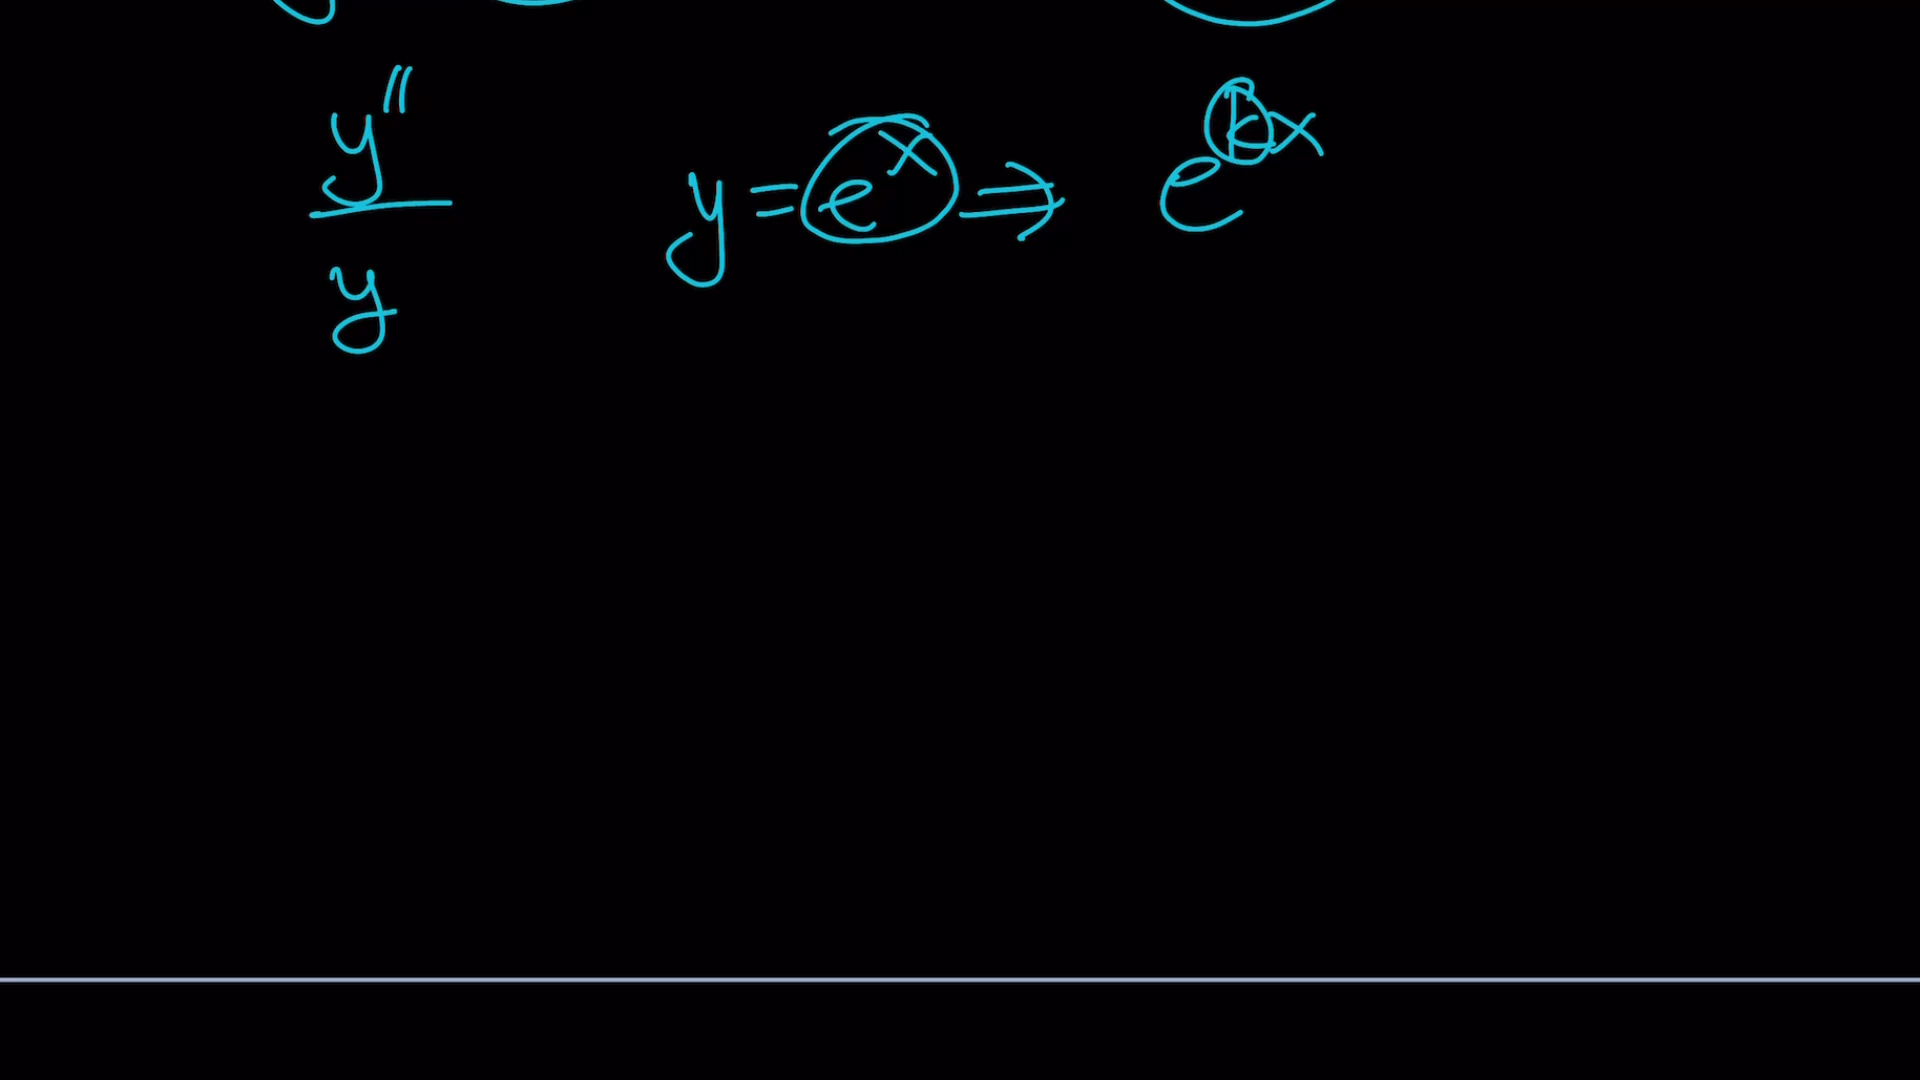 y''
y = e^x ⇒ e^{kx}
y